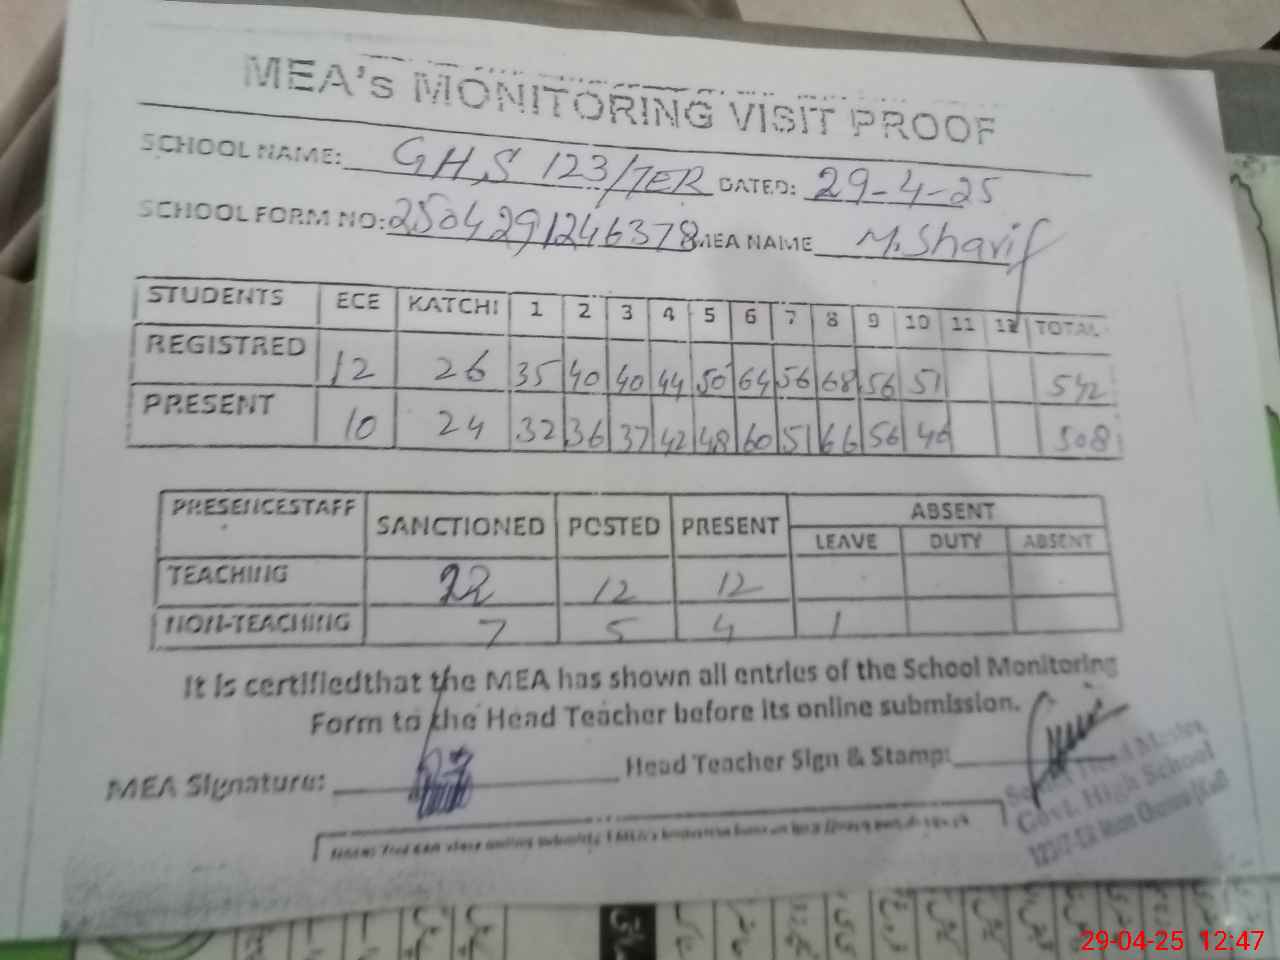 MEA's MONITORING VISIT PROOF
SCHOOL NAME: GHS 123/7ER DATED: 29-4-25
SCHOOL FORM NO: 2504291246378 MEA NAME M. Sharif
STUDENTS ECE KATCHI 1 2 3 4 5 6 7 8 9 10 11 12 TOTAL
REGISTRED 12 26 35 40 40 44 50 64 56 68 56 51 542
PRESENT 10 24 32 36 37 42 48 60 51 66 56 46 508
PRESENCESTAFF SANCTIONED POSTED PRESENT ABSENT
LEAVE DUTY ABSENT
TEACHING 22 12 12
NON-TEACHING 7 5 4 1
It is certifiedthat the MEA has shown all entries of the School Monitoring
Form to the Head Teacher before its online submission.
MEA Signature: Head Teacher Sign & Stamp:
Head Master
Govt. High School
29-04-25 12:47